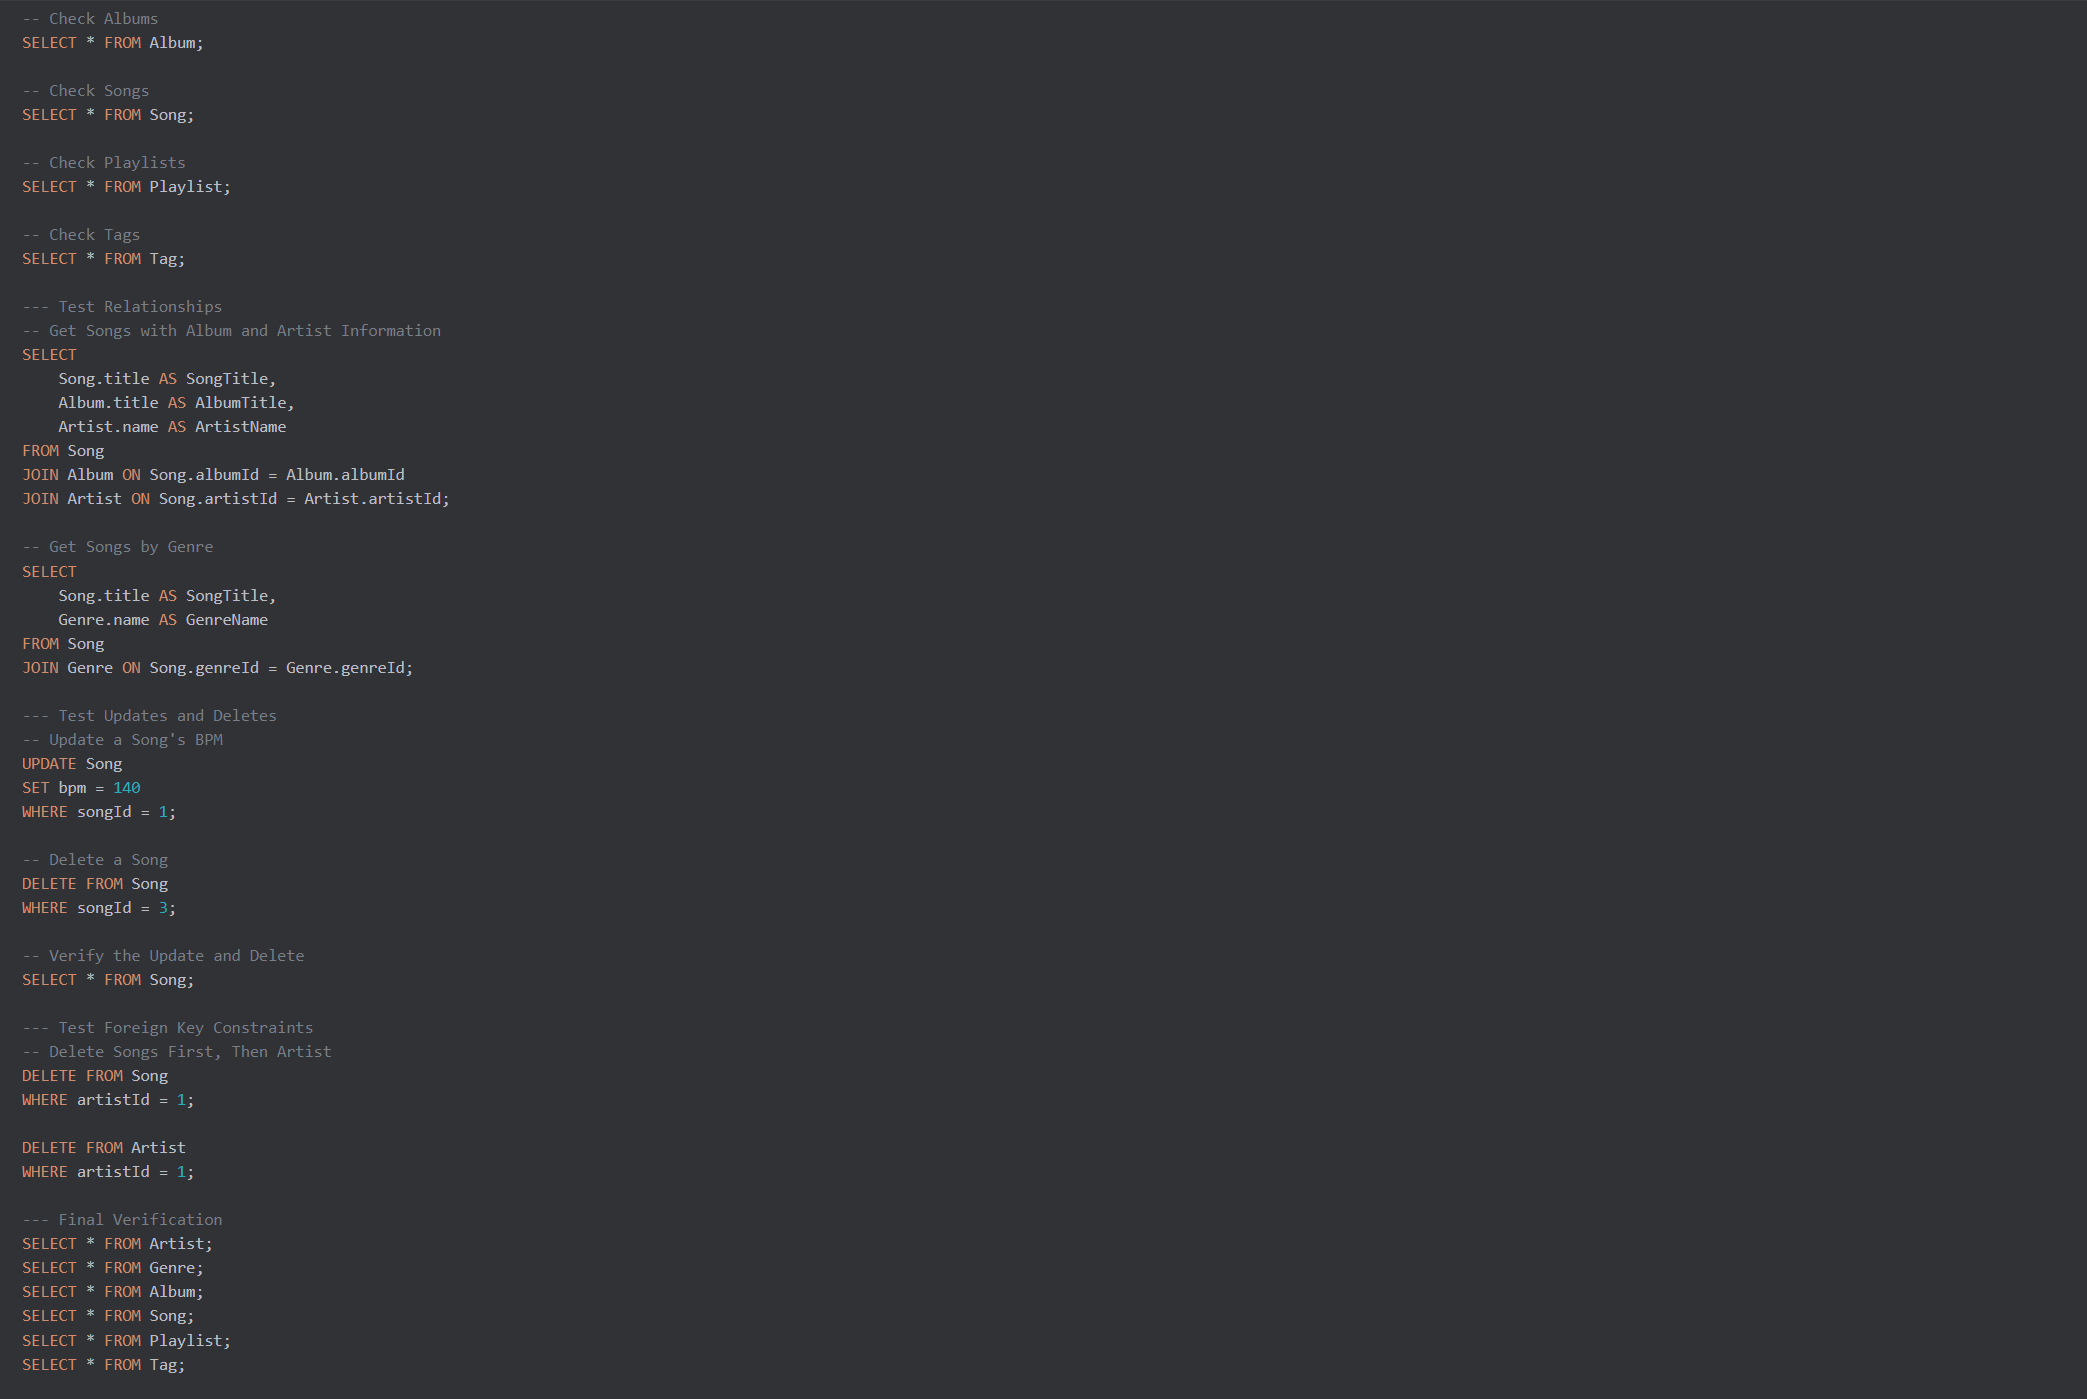 -- Check Albums
SELECT * FROM Album;
-- Check Songs
SELECT * FROM Song;
-- Check Playlists
SELECT * FROM Playlist;
-- Check Tags
SELECT * FROM Tag;
--- Test Relationships
-- Get Songs with Album and Artist Information
SELECT
    Song.title AS SongTitle,
    Album.title AS AlbumTitle,
    Artist.name AS ArtistName
FROM Song
JOIN Album ON Song.albumId = Album.albumId
JOIN Artist ON Song.artistId = Artist.artistId;
-- Get Songs by Genre
SELECT
    Song.title AS SongTitle,
    Genre.name AS GenreName
FROM Song
JOIN Genre ON Song.genreId = Genre.genreId;
--- Test Updates and Deletes
-- Update a Song's BPM
UPDATE Song
SET bpm = 140
WHERE songId = 1;
-- Delete a Song
DELETE FROM Song
WHERE songId = 3;
-- Verify the Update and Delete
SELECT * FROM Song;
--- Test Foreign Key Constraints
-- Delete Songs First, Then Artist
DELETE FROM Song
WHERE artistId = 1;
DELETE FROM Artist
WHERE artistId = 1;
--- Final Verification
SELECT * FROM Artist;
SELECT * FROM Genre;
SELECT * FROM Album;
SELECT * FROM Song;
SELECT * FROM Playlist;
SELECT * FROM Tag;